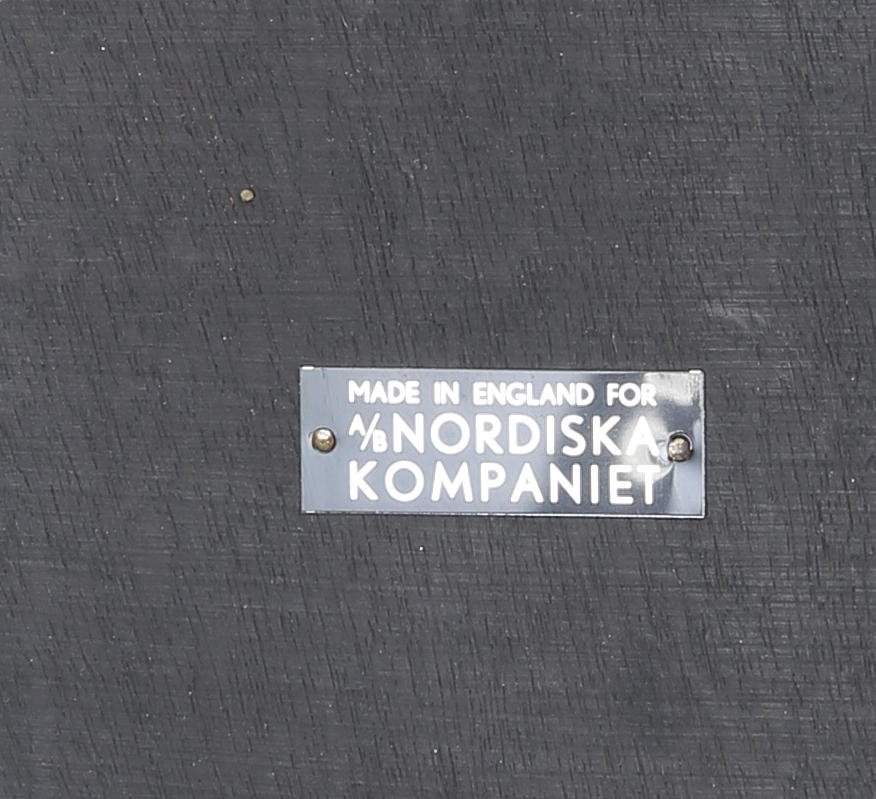 MADE IN ENGLAND FOR
A/B NORDISKA
KOMPANIET